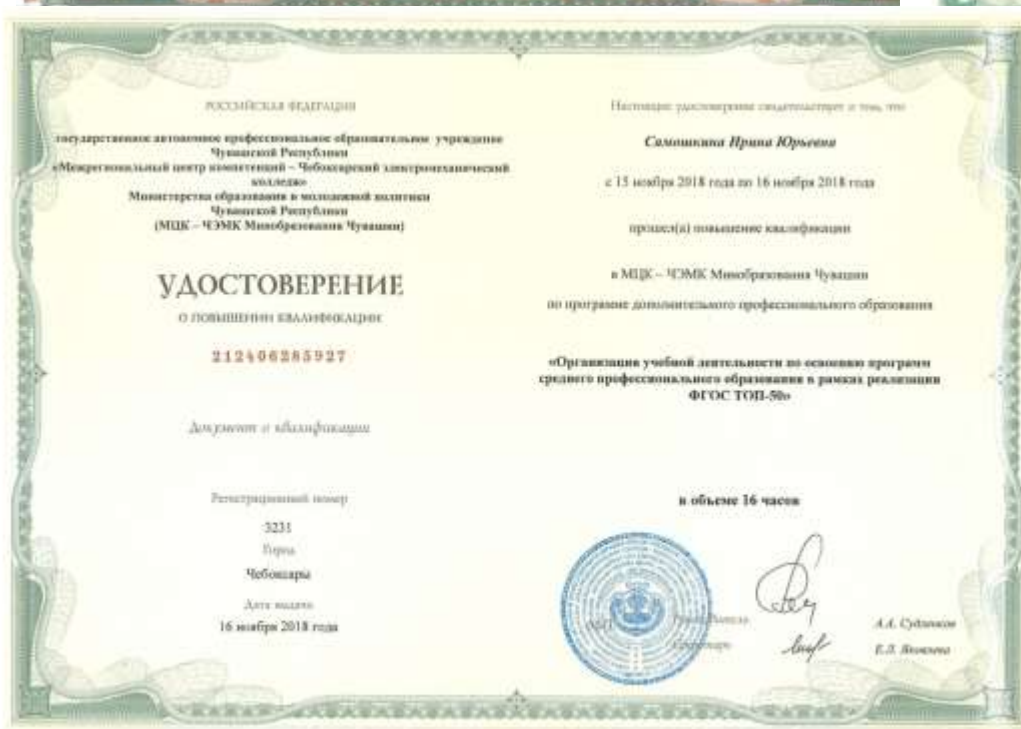 РОССИЙСКАЯ ФЕДЕРАЦИЯ
государственное автономное профессиональное образовательное учреждение
Чувашской Республики
«Межрегиональный центр компетенций – Чебоксарский электромеханический
колледж»
Министерства образования и молодежной политики
Чувашской Республики
(МЦК – ЧЭМК Минобразования Чувашии)
УДОСТОВЕРЕНИЕ
О ПОВЫШЕНИИ КВАЛИФИКАЦИИ
212406285927
Документ о квалификации
Регистрационный номер
3231
Город
Чебоксары
Дата выдачи
16 ноября 2018 года
Настоящее удостоверение свидетельствует о том, что
Самошкина Ирина Юрьевна
с 15 ноября 2018 года по 16 ноября 2018 года
прошел(а) повышение квалификации
в МЦК – ЧЭМК Минобразования Чувашии
по программе дополнительного профессионального образования
«Организация учебной деятельности по освоению программ
среднего профессионального образования в рамках реализации
ФГОС ТОП-50»
в объеме 16 часов
Руководитель
А.А. Судленков
Секретарь
Е.Л. Яковлева